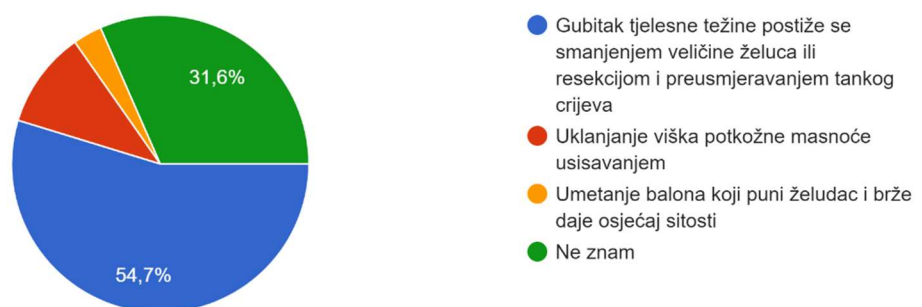 31,6%
54,7%
Gubitak tjelesne težine postiže se
smanjenjem veličine želuca ili
resekcijom i preusmjeravanjem tankog
crijeva
Uklanjanje viška potkožne masnoće
usisavanjem
Umetanje balona koji puni želudac i brže
daje osjećaj sitosti
Ne znam